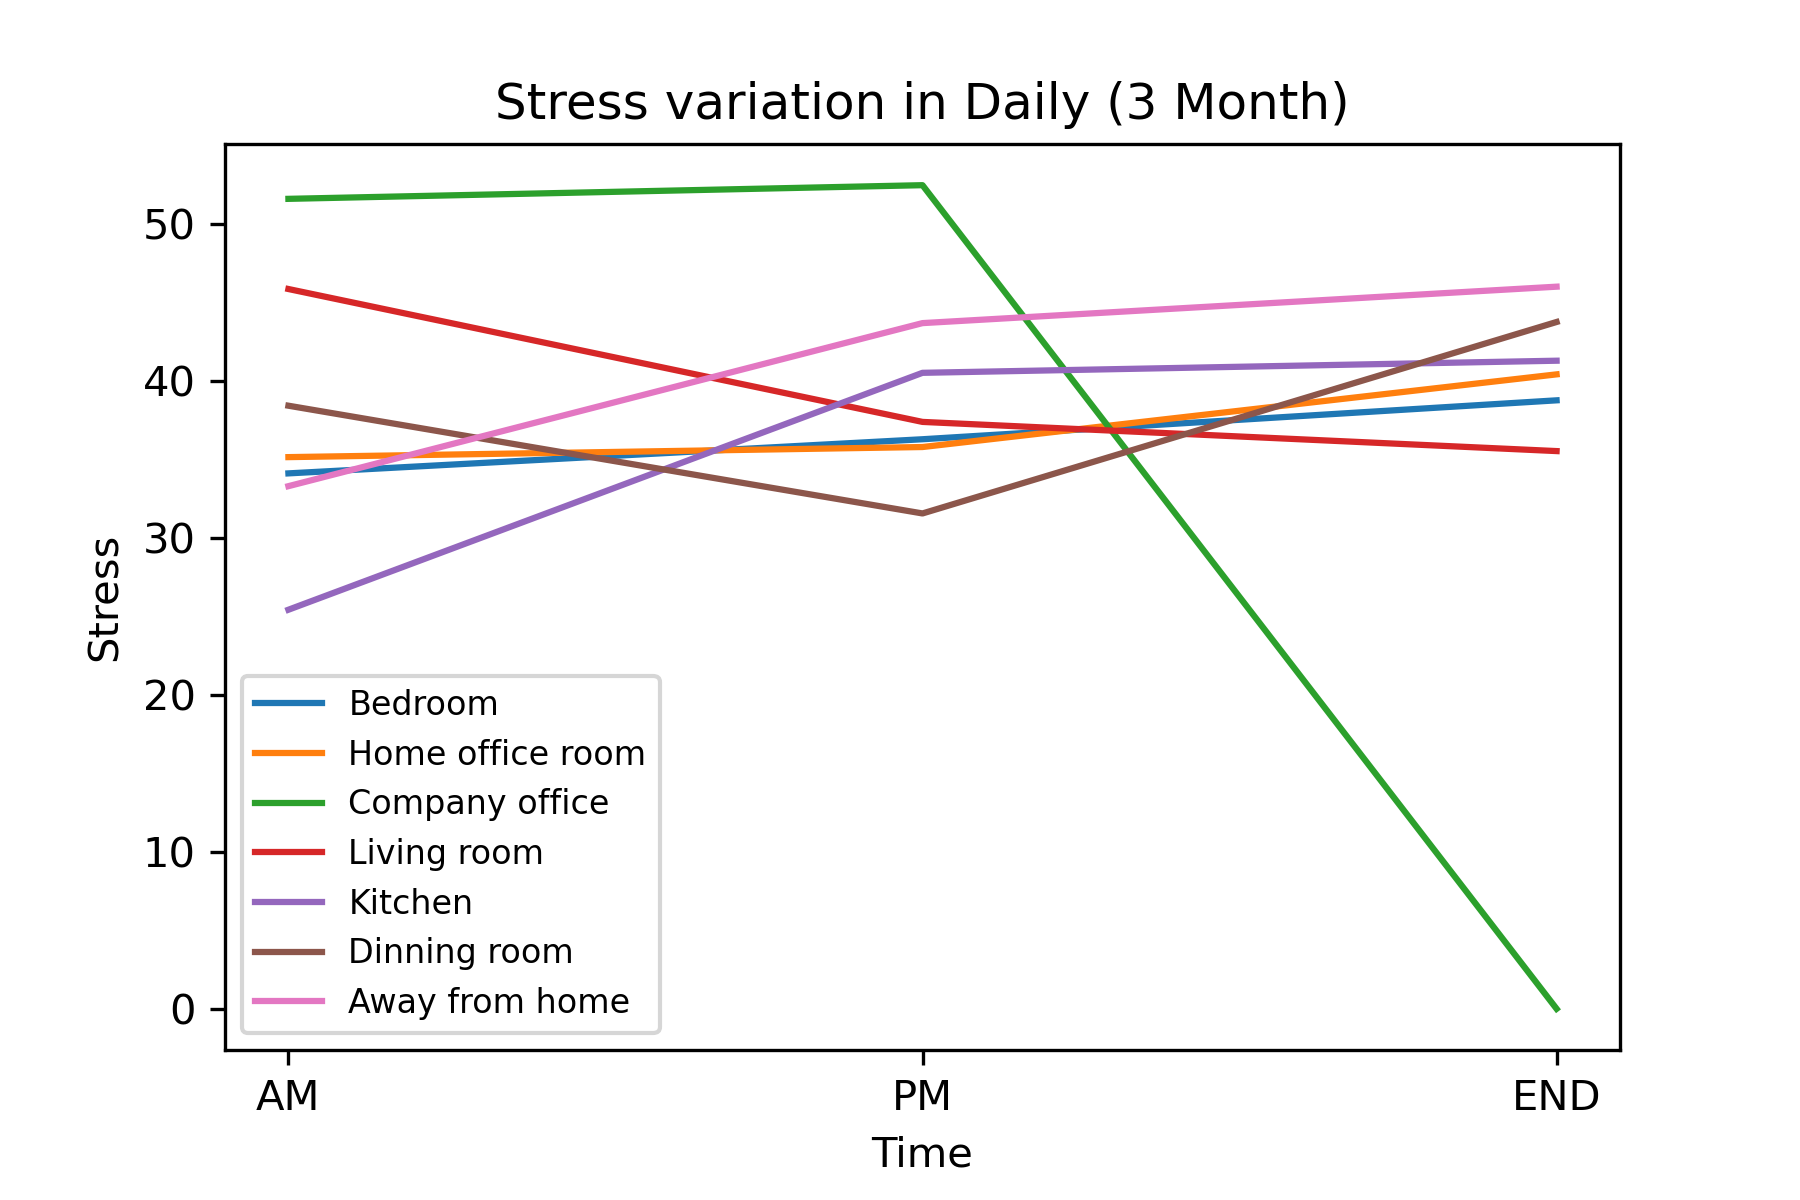 Stress variation in Daily (3 Month)
50
40
30
20
10
0
Stress
Bedroom
Home office room
Company office
Living room
Kitchen
Dinning room
Away from home
AM PM END
Time